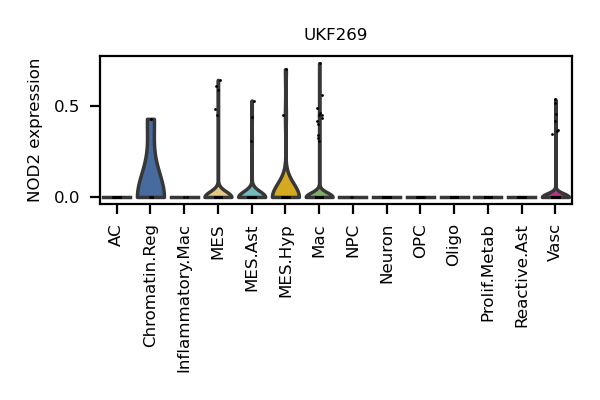 UKF269
NOD2 expression
0.5
0.0
AC
Chromatin.Reg
Inflammatory.Mac
MES
MES.Ast
MES.Hyp
Mac
NPC
Neuron
OPC
Oligo
Prolif.Metab
Reactive.Ast
Vasc